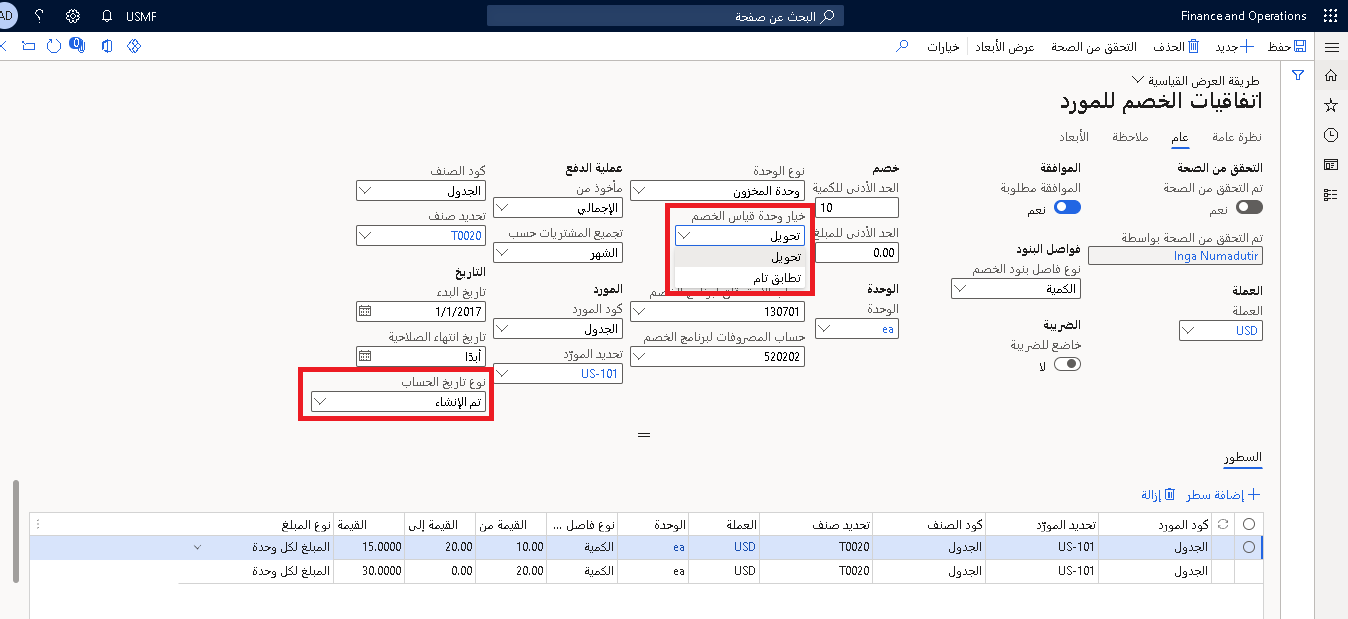 Finance and Operations
البحث عن صفحة
USMF
AD
حفظ
جديد
الحذف
التحقق من الصحة
عرض الأبعاد
خيارات
0
طريقة العرض القياسية
اتفاقيات الخصم للمورد
نظرة عامة
عام
ملاحظة
الأبعاد
التحقق من الصحة
تم التحقق من الصحة
نعم
تم التحقق من الصحة بواسطة
Inga Numadutir
العملة
العملة
USD
الموافقة
الموافقة مطلوبة
نعم
فواصل البنود
نوع فاصل بنود الخصم
الكمية
الضريبة
خاضع للضريبة
لا
خصم
الحد الأدنى للكمية
10
الحد الأدنى للمبلغ
0.00
الوحدة
الوحدة
ea
نوع الوحدة
وحدة المخزون
خيار وحدة قياس الخصم
تحويل
تحويل
تطابق تام
130701
حساب المصروفات لبرنامج الخصم
520202
عملية الدفع
مأخوذ من
الإجمالي
تجميع المشتريات حسب
الشهر
المورد
كود المورد
الجدول
تحديد المورّد
US-101
كود الصنف
الجدول
تحديد صنف
T0020
التاريخ
تاريخ البدء
1/1/2017
تاريخ انتهاء الصلاحية
أبدًا
نوع تاريخ الحساب
تم الإنشاء
السطور
إضافة سطر
إزالة
كود المورد تحديد المورّد كود الصنف تحديد صنف العملة الوحدة نوع فاصل ... القيمة من القيمة إلى القيمة نوع المبلغ
الجدول US-101 الجدول T0020 USD ea الكمية 10.00 20.00 15.0000 المبلغ لكل وحدة
الجدول US-101 الجدول T0020 USD ea الكمية 20.00 0.00 30.0000 المبلغ لكل وحدة